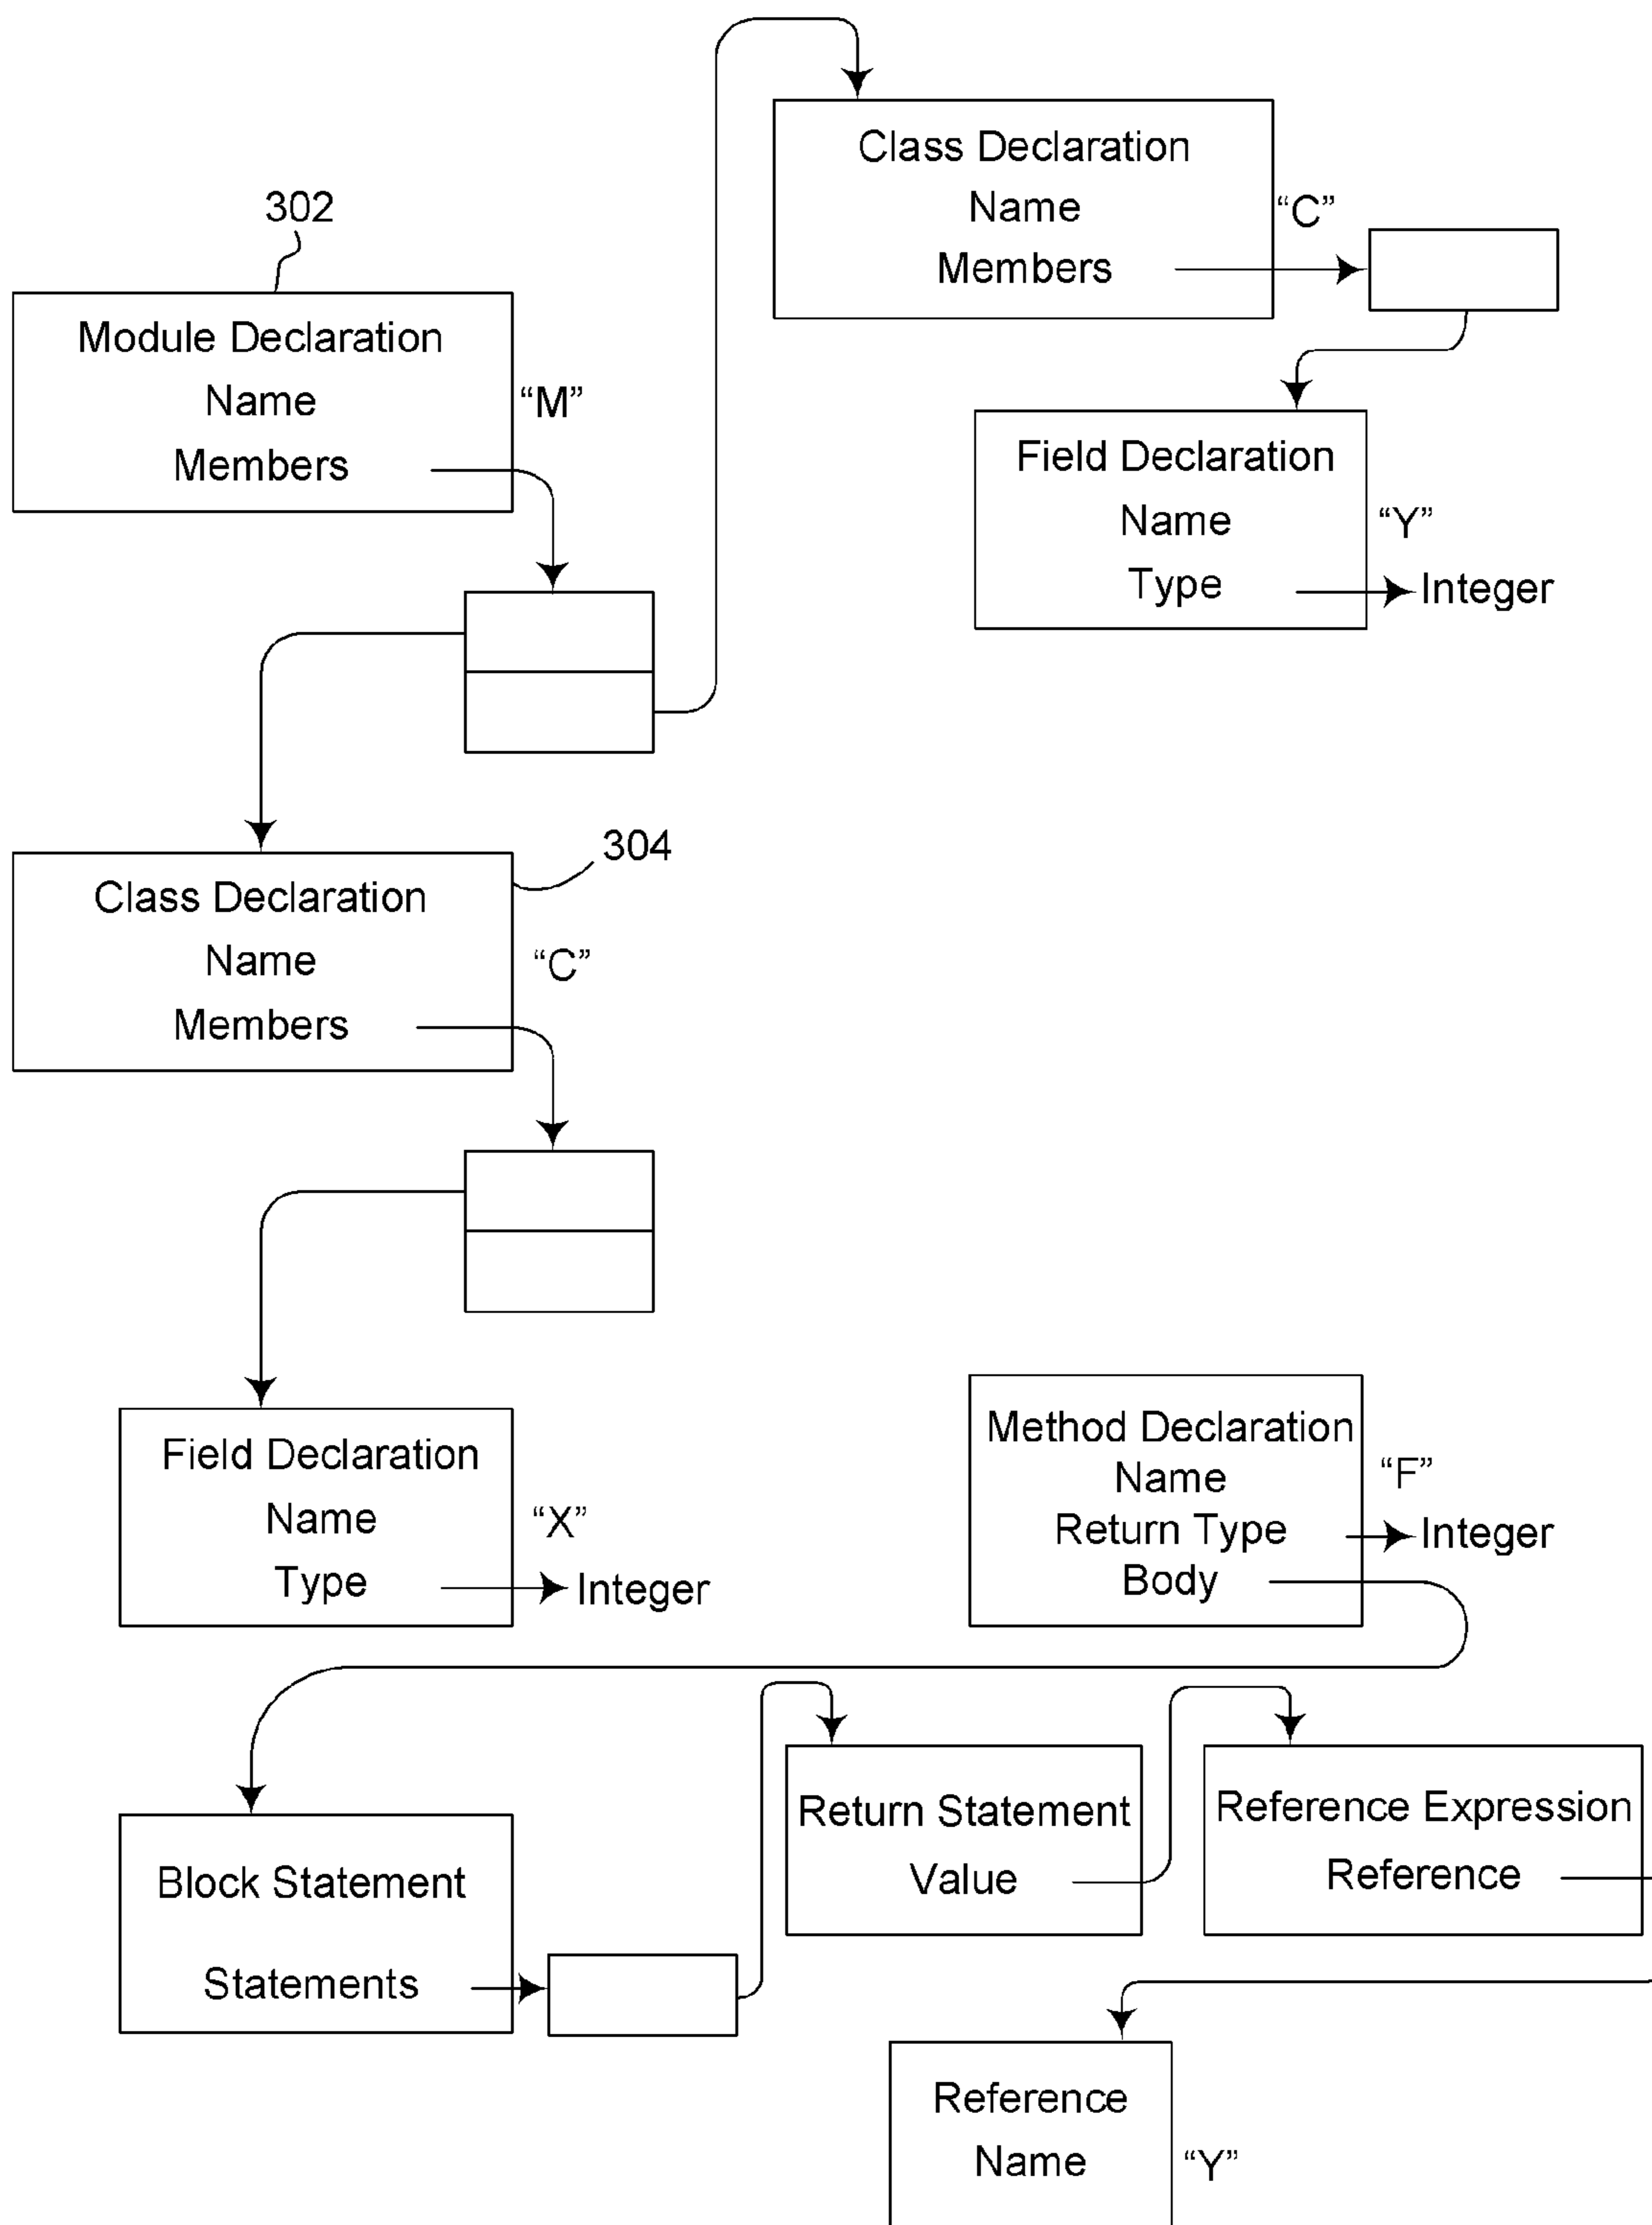 Class Declaration
Name
“C”
Members
302
Module Declaration
Name
“M”
Members
Field Declaration
Name
“Y”
Type
Integer
304
Class Declaration
Name
“C”
Members
Field Declaration
Name
“X”
Type
Integer
Method Declaration
Name
“F”
Return Type
Integer
Body
Block Statement
Statements
Return Statement
Value
Reference Expression
Reference
Reference
Name
“Y”